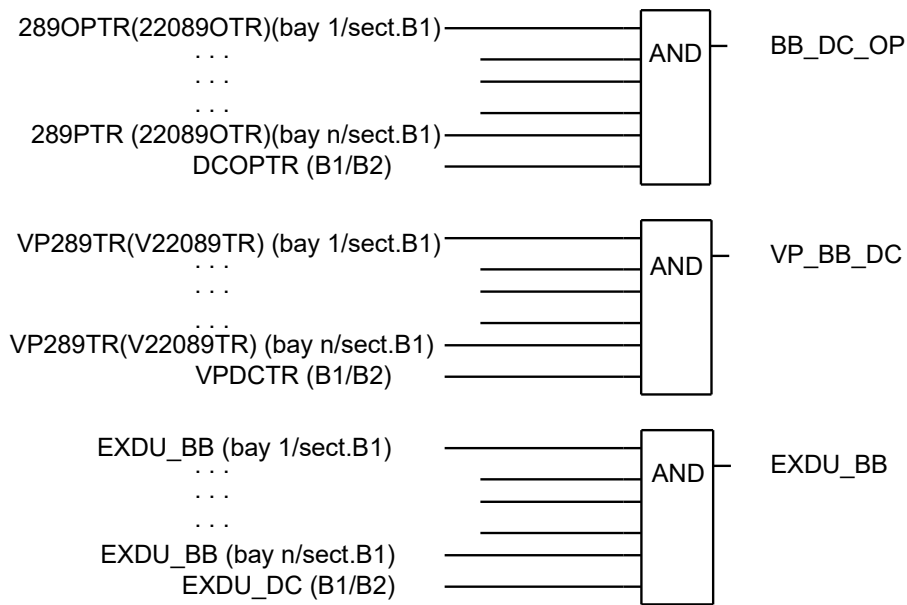 289OPTR(22089OTR)(bay 1/sect.B1)
AND
BB_DC_OP
. . .
. . .
. . .
289PTR (22089OTR)(bay n/sect.B1)
DCOPTR (B1/B2)
VP289TR(V22089TR) (bay 1/sect.B1)
AND
VP_BB_DC
. . .
. . .
. . .
VP289TR(V22089TR) (bay n/sect.B1)
VPDCTR (B1/B2)
EXDU_BB (bay 1/sect.B1)
AND
EXDU_BB
. . .
. . .
. . .
EXDU_BB (bay n/sect.B1)
EXDU_DC (B1/B2)